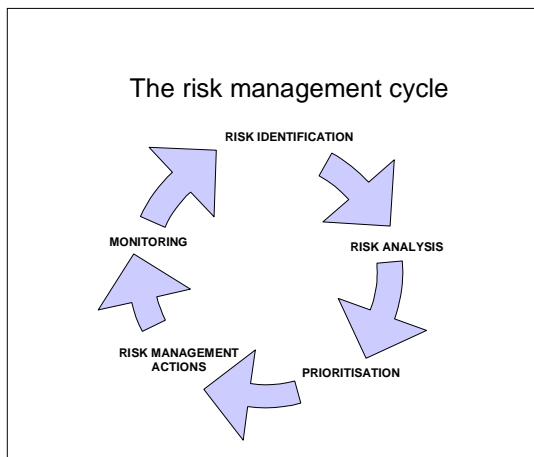 The risk management cycle
RISK IDENTIFICATION
RISK ANALYSIS
PRIORITISATION
RISK MANAGEMENT
ACTIONS
MONITORING